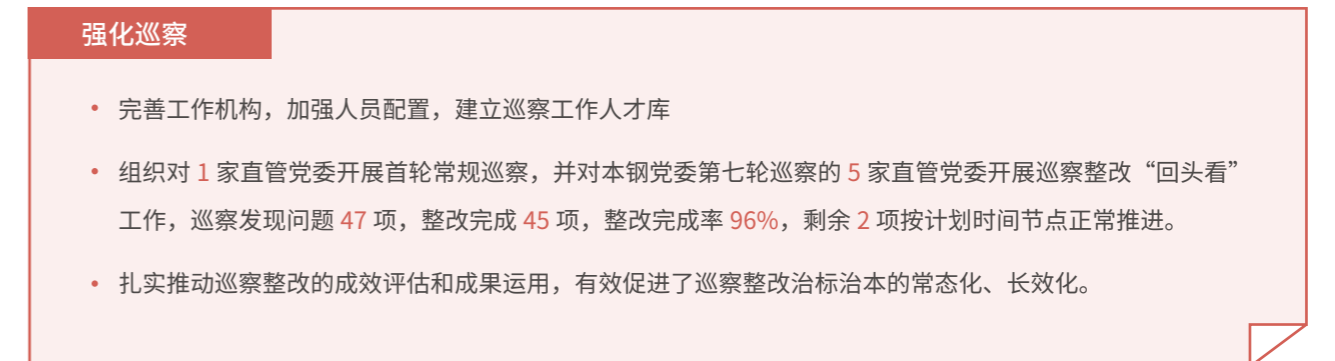 强化巡察
• 完善工作机构，加强人员配置，建立巡察工作人才库
• 组织对 1 家直管党委开展首轮常规巡察，并对本钢党委第七轮巡察的 5 家直管党委开展巡察整改“回头看”
工作，巡察发现问题 47 项，整改完成 45 项，整改完成率 96%，剩余 2 项按计划时间节点正常推进。
• 扎实推动巡察整改的成效评估和成果运用，有效促进了巡察整改治标治本的常态化、长效化。